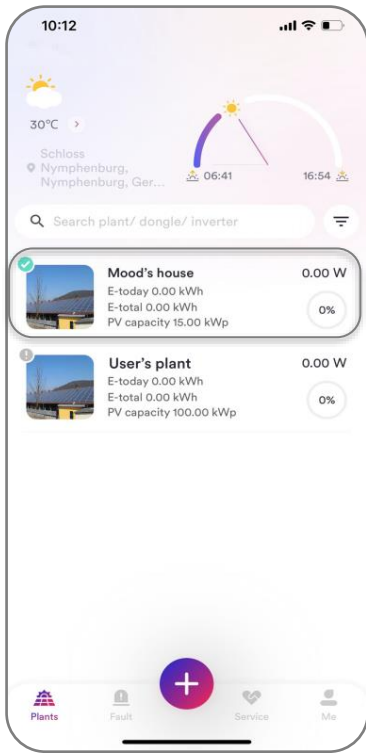 10:12
30°C >
Schloss
Nymphenburg,
Nymphenburg, Ger...
06:41
16:54
Search plant/ dongle/ inverter
Mood's house
0.00 W
E-today 0.00 kWh
E-total 0.00 kWh
0%
PV capacity 15.00 kWp
User's plant
0.00 W
E-today 0.00 kWh
E-total 0.00 kWh
0%
PV capacity 100.00 kWp
Plants
Fault
Service
Me